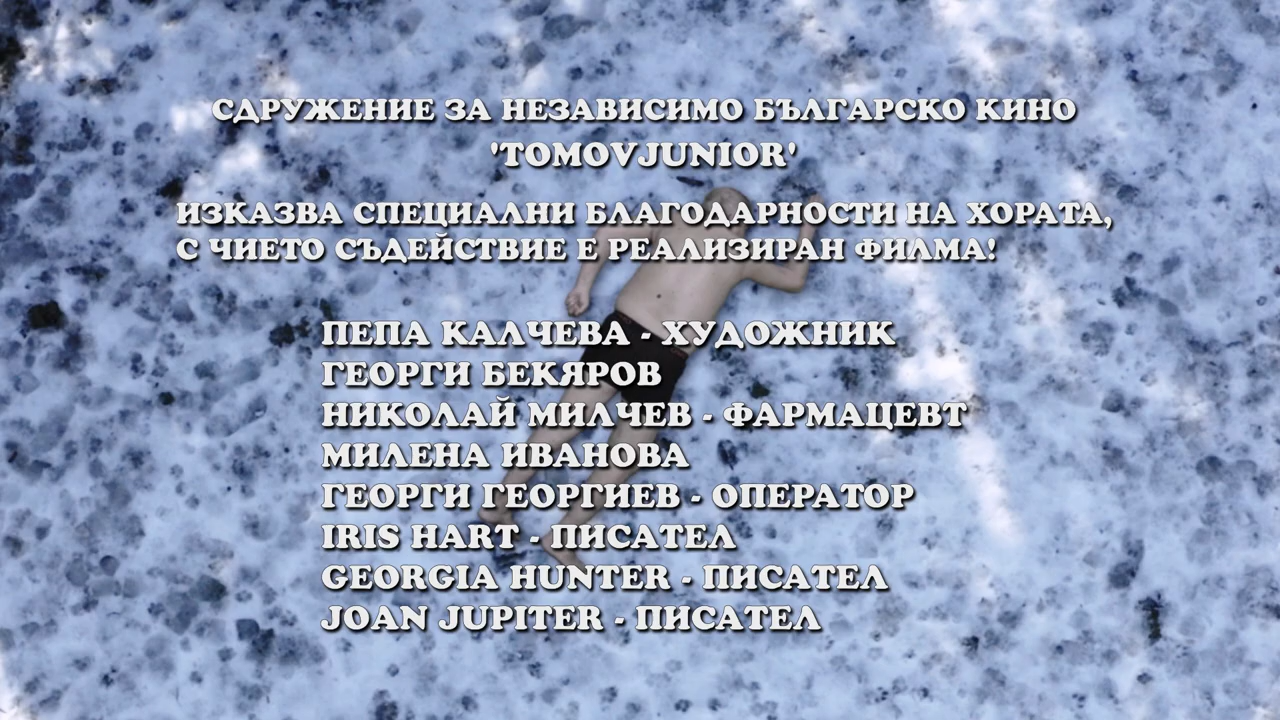 СДРУЖЕНИЕ ЗА НЕЗАВИСИМО БЪЛГАРСКО КИНО
'TOMOVJUNIOR'
ИЗКАЗВА СПЕЦИАЛНИ БЛАГОДАРНОСТИ НА ХОРАТА,
С ЧИЕТО СЪДЕЙСТВИЕ Е РЕАЛИЗИРАН ФИЛМА!
ПЕПА КАЛЧЕВА - ХУДОЖНИК
ГЕОРГИ БЕКЯРОВ
НИКОЛАЙ МИЛЧЕВ - ФАРМАЦЕВТ
МИЛЕНА ИВАНОВА
ГЕОРГИ ГЕОРГИЕВ - ОПЕРАТОР
IRIS HART - ПИСАТЕЛ
GEORGIA HUNTER - ПИСАТЕЛ
JOAN JUPITER - ПИСАТЕЛ